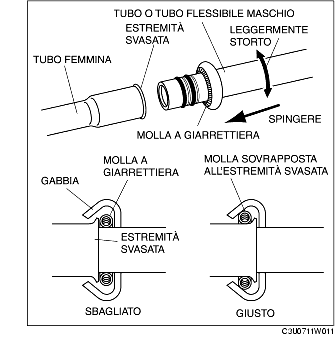 TUBO O TUBO FLESSIBILE MASCHIO
ESTREMITÀ
SVASATA
LEGGERMENTE
STORTO
TUBO FEMMINA
SPINGERE
MOLLA A GIARRETTIERA
GABBIA
MOLLA A
GIARRETTIERA
MOLLA SOVRAPPOSTA
ALL'ESTREMITÀ SVASATA
ESTREMITÀ
SVASATA
SBAGLIATO
GIUSTO
C3U0711W011